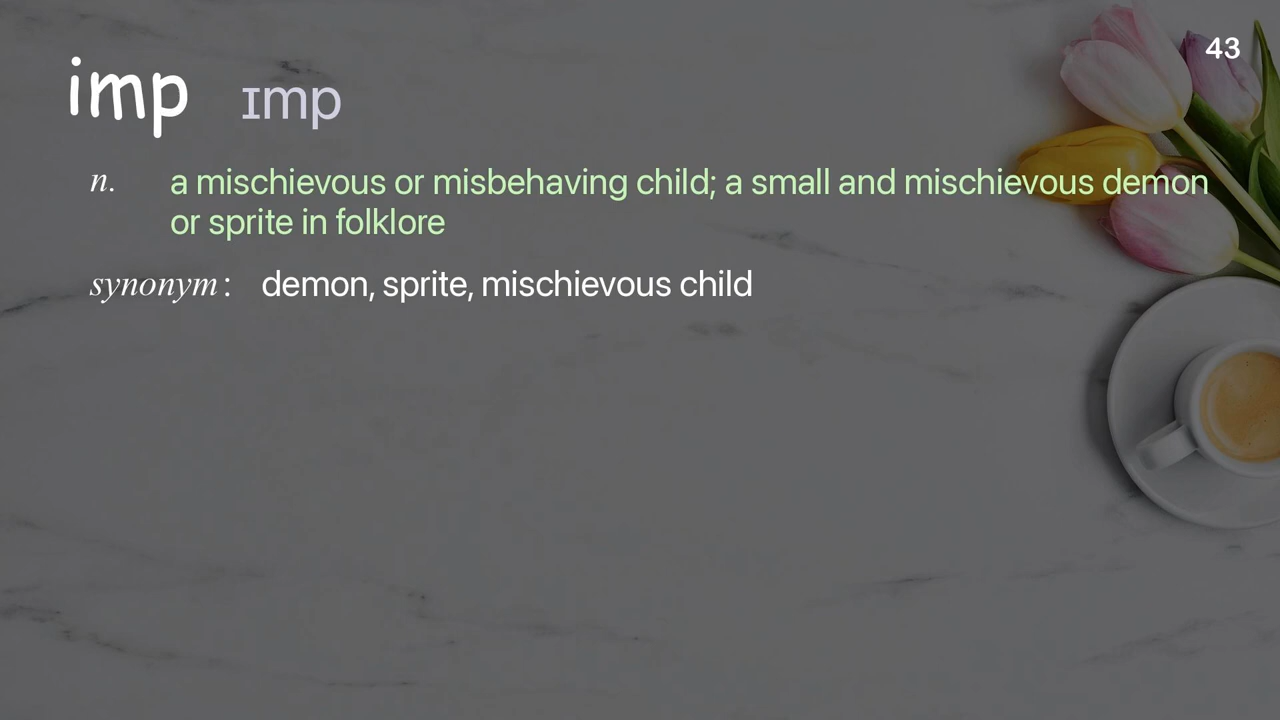 43
imp ɪmp
n. a mischievous or misbehaving child; a small and mischievous demon
or sprite in folklore
synonym : demon, sprite, mischievous child